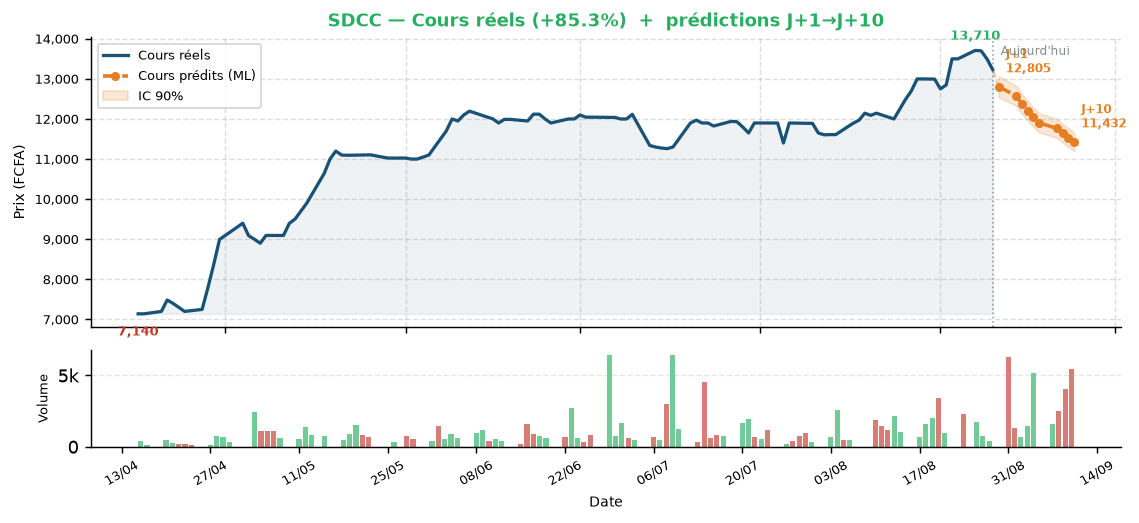 SDCC — Cours réels (+85.3%) + prédictions J+1→J+10
14,000
13,000
12,000
11,000
10,000
9,000
8,000
7,000
Prix (FCFA)
Cours réels
Cours prédits (ML)
IC 90%
13,710
Aujourd'hui
J+1
12,805
J+10
11,432
7,140
5k
0
Volume
13/04
27/04
11/05
25/05
08/06
22/06
06/07
20/07
03/08
17/08
31/08
14/09
Date